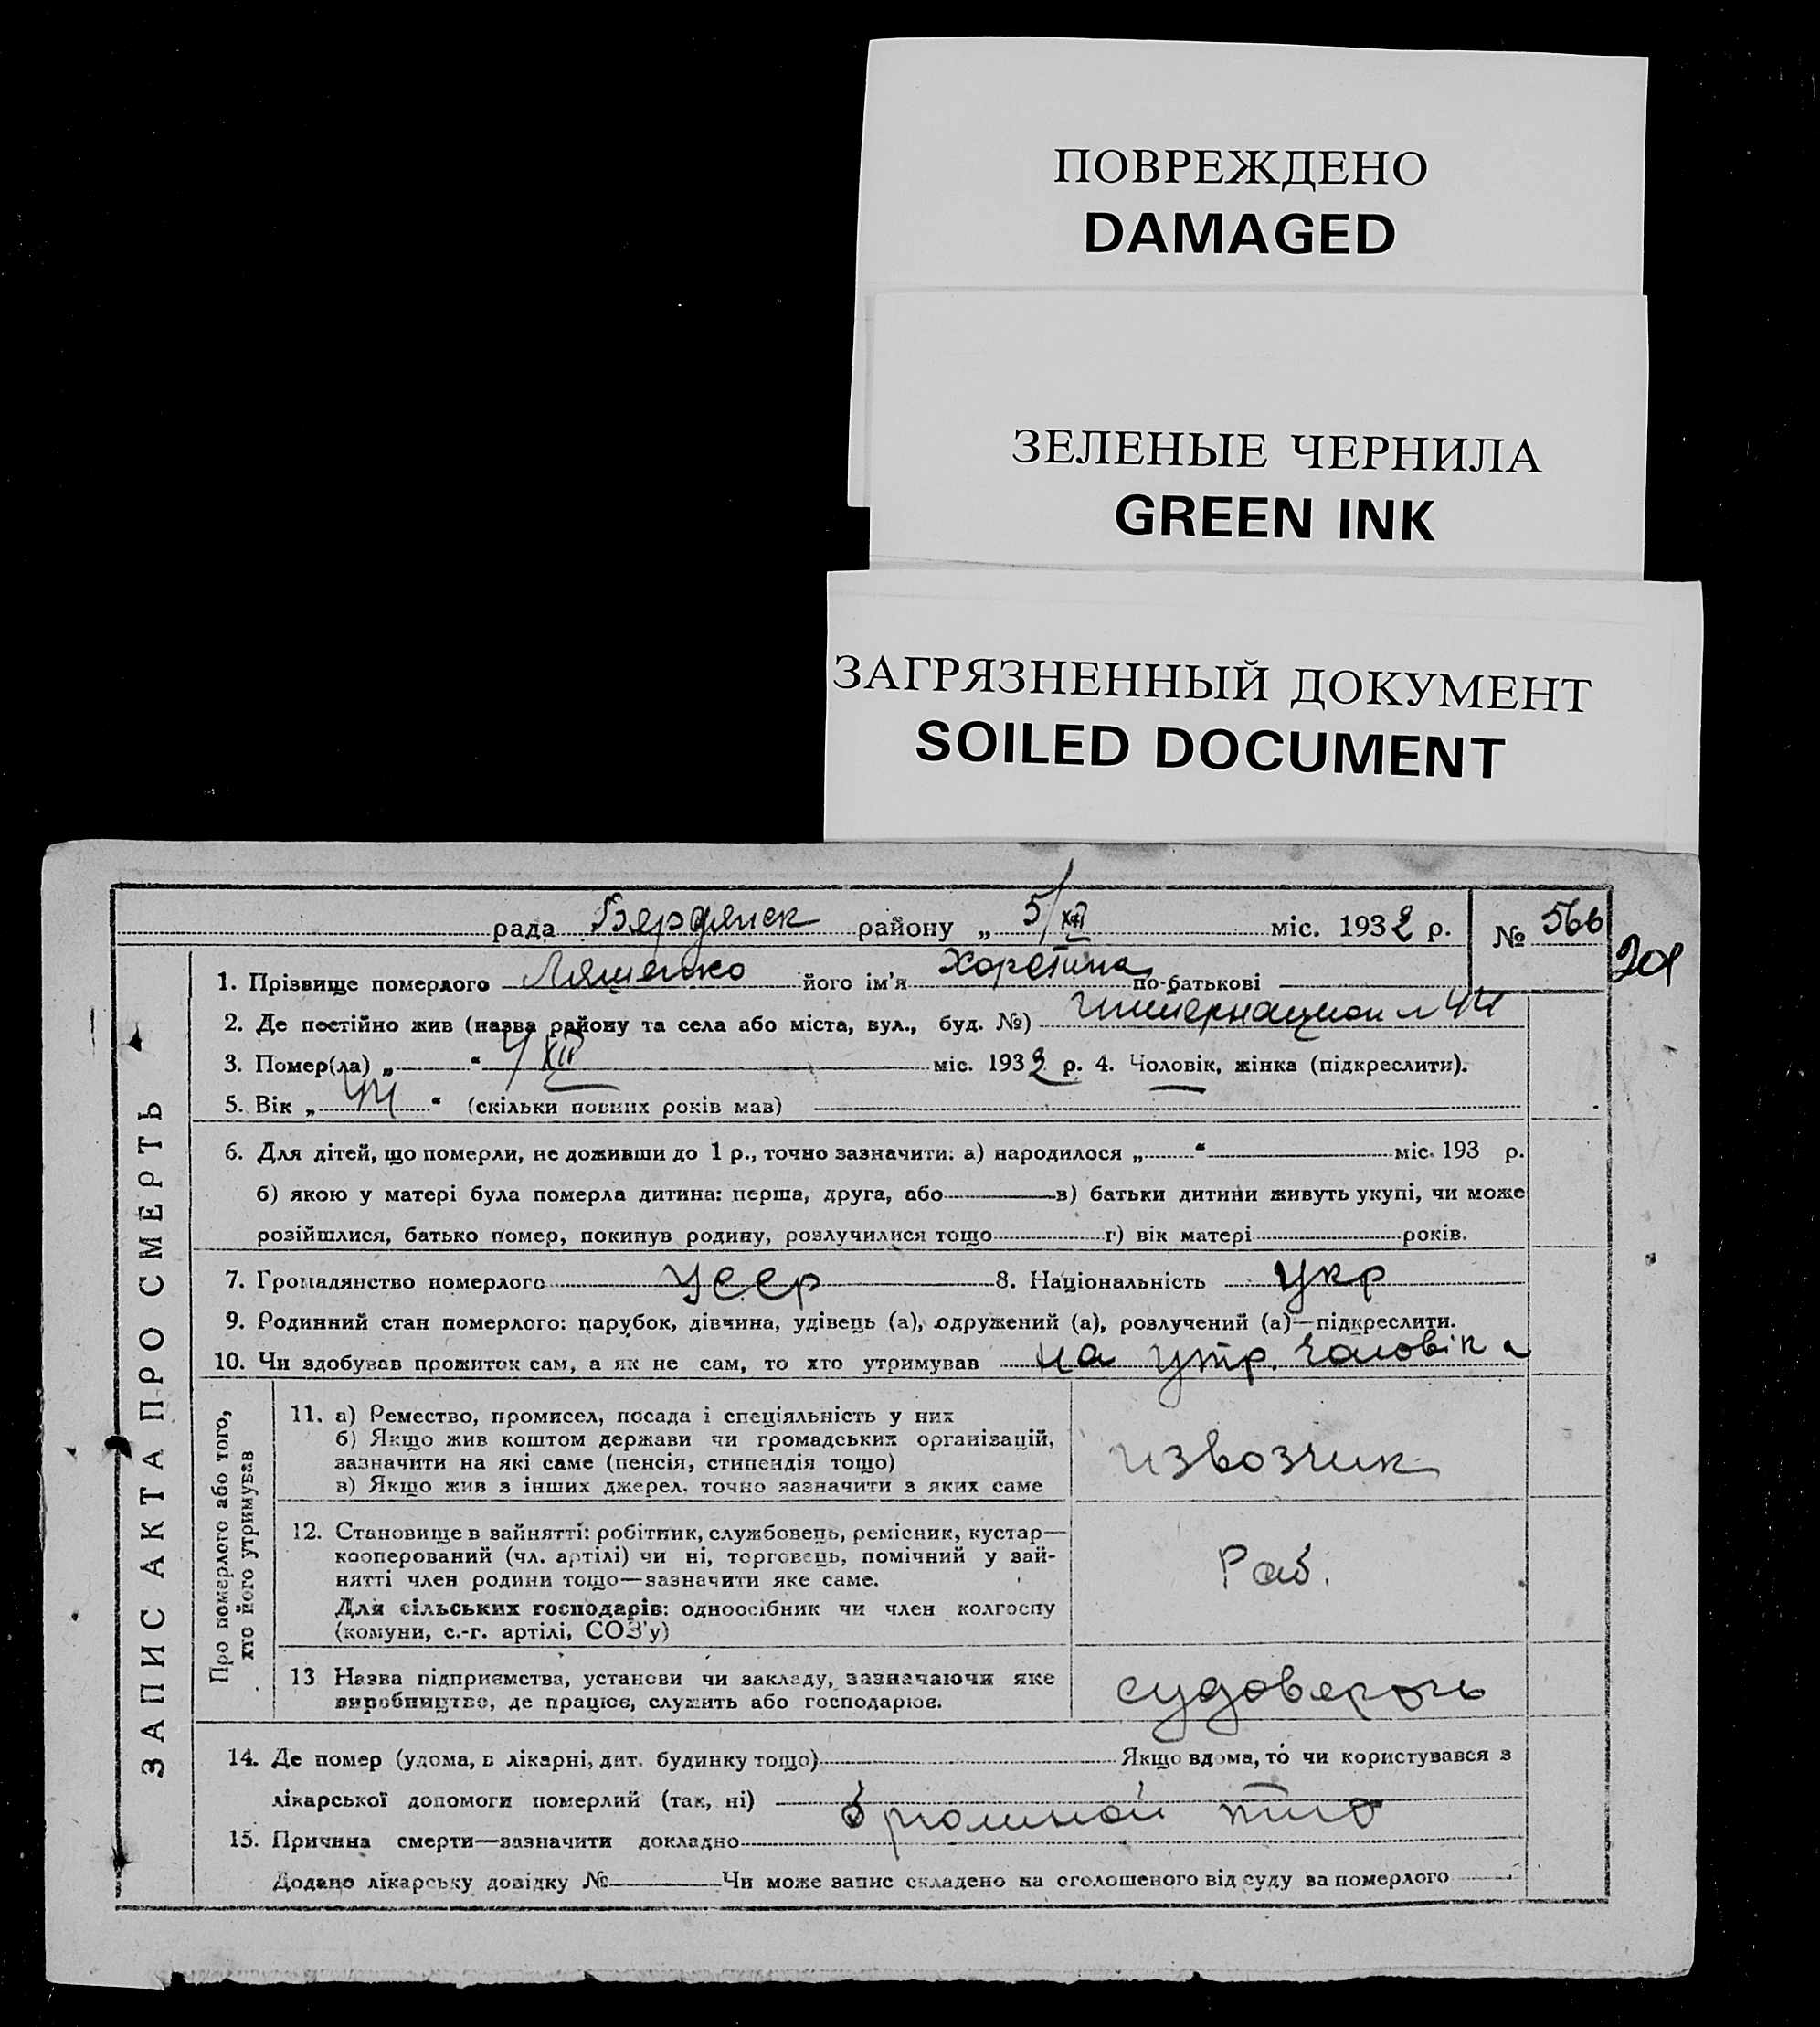 ПОВРЕЖДЕНО
DAMAGED
ЗЕЛЕНЫЕ ЧЕРНИЛА
GREEN INK
ЗАГРЯЗНЕННЫЙ ДОКУМЕНТ
SOILED DOCUMENT
рада Бердянск району „ 5/XII міс. 1932 р. № 566
201
1. Прізвище померлого Ляшенко його ім'я Хорстина по-батькові
2. Де постійно жив (назва району та села або міста, вул., буд. №)
3. Помер(ла) „ “ 4 XII міс. 1932 р. 4. Чоловік, жінка (підкреслити).
5. Вік „ “ (скільки повних років мав)
6. Для дітей, що померли, не доживши до 1 р., точно зазначити: а) народилося „ “ міс. 193 р.
б) якою у матері була померла дитина: перша, друга, або в) батьки дитини живуть укупі, чи може
розійшлися, батько помер, покинув родину, розлучилися тощо г) вік матері років.
7. Громадянство померлого УССР 8. Національність Укр
9. Родинний стан померлого: парубок, дівчина, удівець (а), одружений (а), розлучений (а)—підкреслити.
10. Чи здобував прожиток сам, а як не сам, то хто утримував на утр. чоловіка
ЗАПИС АКТА ПРО СМЕРТЬ
Про померлого або того,
хто його утримував
11. а) Ремество, промисел, посада і спеціяльність у них
б) Якщо жив коштом держави чи громадських організацій,
зазначити на які саме (пенсія, стипендія тощо)
в) Якщо жив з інших джерел, точно зазначити з яких саме
извозчик
12. Становище в зайнятті: робітник, службовець, ремісник, кустар—
кооперований (чл. артілі) чи ні, торговець, помічний у зай-
нятті член родини тощо—зазначити яке саме.
Для сільських господарів: одноосібник чи член колгоспу
(комуни, с.-г. артілі, СОЗ'у)
Раб.
13 Назва підприємства, установи чи закладу, зазначаючи яке
виробництво, де працює, служить або господарює.
14. Де помер (удома, в лікарні, дит. будинку тощо) Якщо вдома, то чи користувався з
лікарської допомоги померлий (так, ні)
15. Причина смерти—зазначити докладно
Додано лікарську довідку № Чи може запис складено на оголошеного від суду за померлого